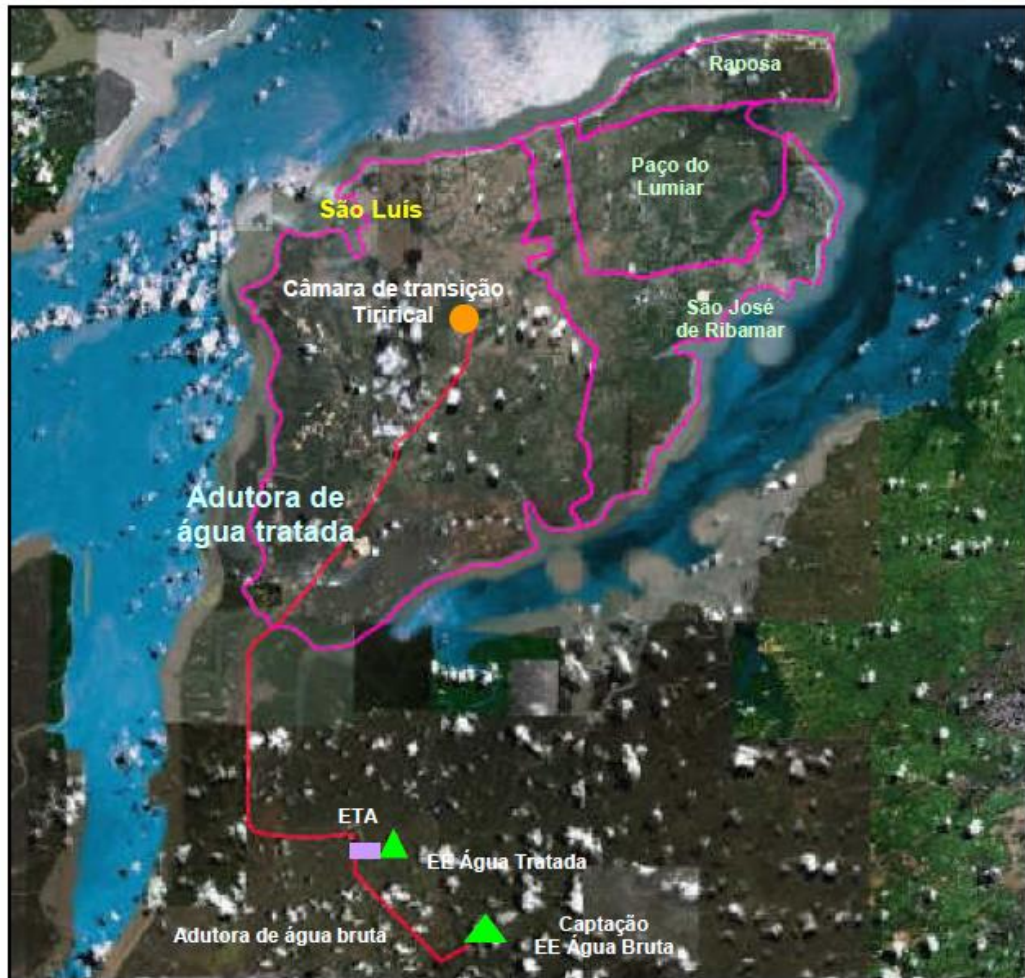 Raposa
Paço do
Lumiar
São Luís
Câmara de transição
Tirirical
São José
de Ribamar
Adutora de
água tratada
ETA
EE Água Tratada
Adutora de água bruta
Captação
EE Água Bruta